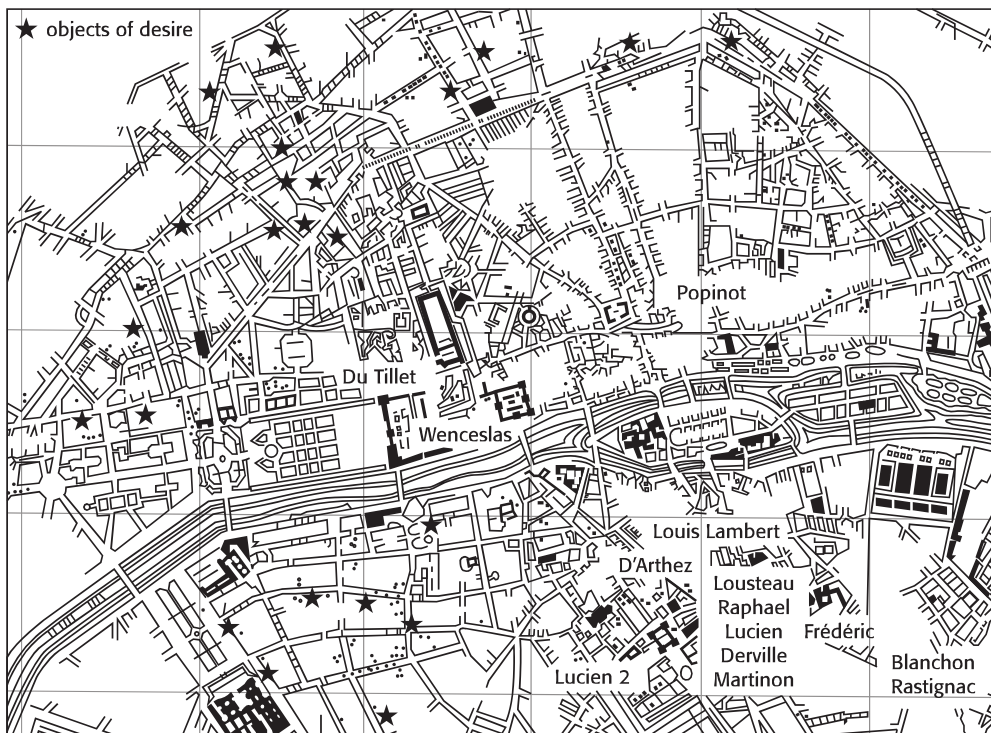 objects of desire
Popinot
Du Tillet
Wenceslas
Louis Lambert
D'Arthez
Lousteau
Raphael
Lucien
Derville
Martinon
Frédéric
Lucien 2
Blanchon
Rastignac